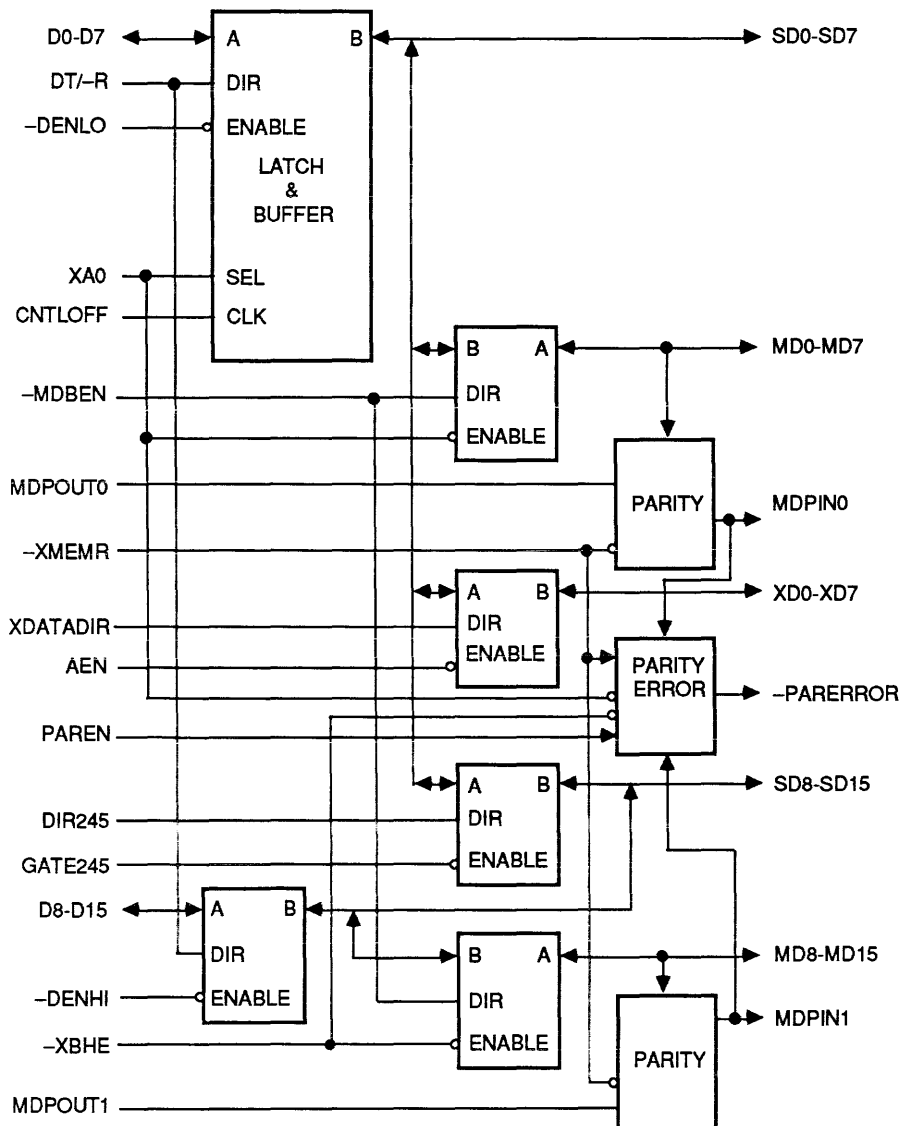 D0-D7
A
B
SD0-SD7
DT/–R
DIR
–DENLO
ENABLE
LATCH
&
BUFFER
XA0
SEL
CNTLOFF
CLK
B
A
MD0-MD7
–MDBEN
DIR
ENABLE
MDPOUT0
PARITY
MDPIN0
–XMEMR
A
B
XD0-XD7
XDATADIR
DIR
AEN
ENABLE
PARITY
ERROR
–PARERROR
PAREN
A
B
SD8-SD15
DIR245
DIR
GATE245
ENABLE
D8-D15
A
B
DIR
B
A
MD8-MD15
–DENHI
ENABLE
DIR
MDPIN1
–XBHE
ENABLE
PARITY
MDPOUT1